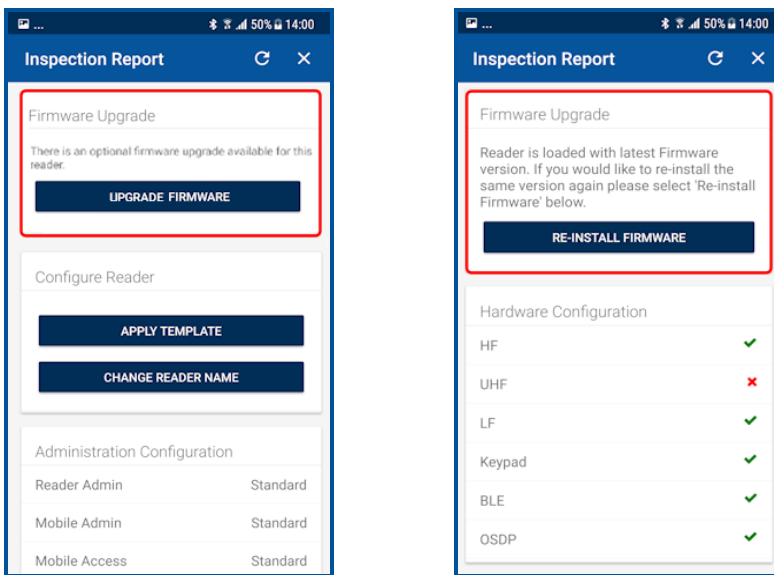 ... 50% 14:00
Inspection Report
Firmware Upgrade
There is an optional firmware upgrade available for this
reader.
UPGRADE FIRMWARE
Configure Reader
APPLY TEMPLATE
CHANGE READER NAME
Administration Configuration
Reader Admin Standard
Mobile Admin Standard
Mobile Access Standard
... 50% 14:00
Inspection Report
Firmware Upgrade
Reader is loaded with latest Firmware
version. If you would like to re-install the
same version again please select 'Re-install
Firmware' below.
RE-INSTALL FIRMWARE
Hardware Configuration
HF
UHF
LF
Keypad
BLE
OSDP